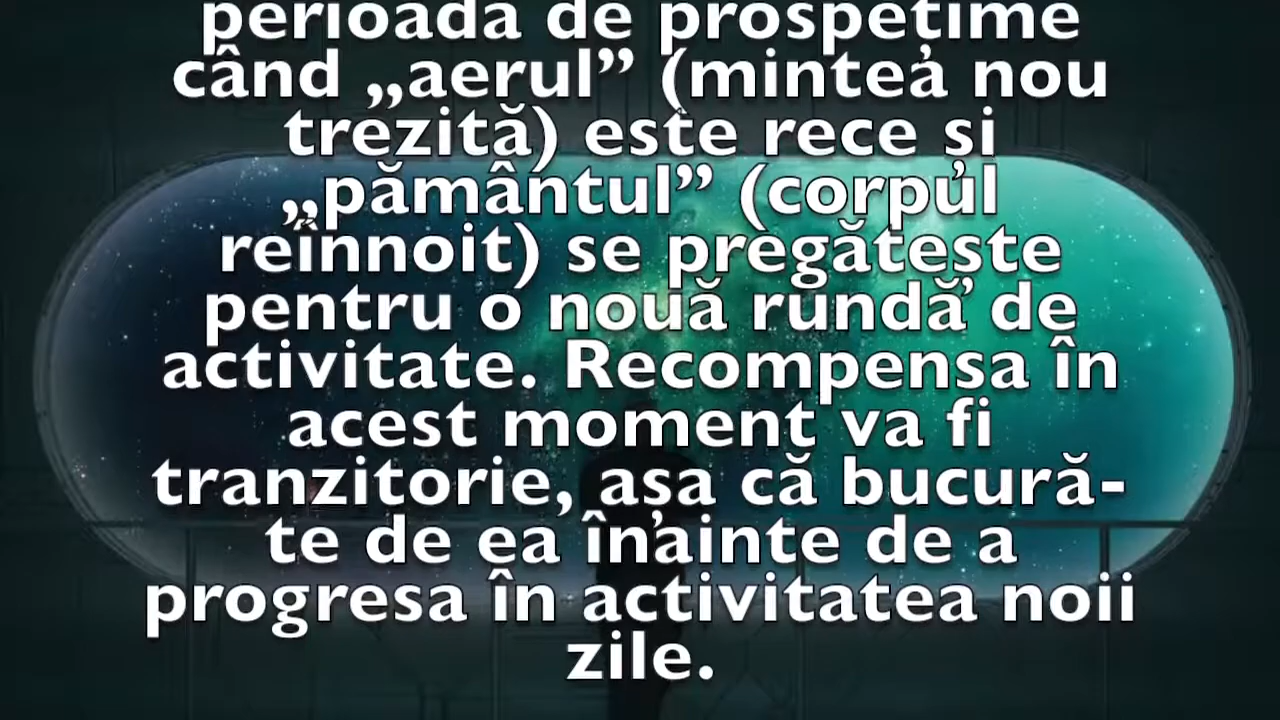 perioada de prospețime
când „aerul” (mintea nou
trezită) este rece și
„pământul” (corpul
reînnoit) se pregătește
pentru o nouă rundă de
activitate. Recompensa în
acest moment va fi
tranzitorie, așa că bucură-
te de ea înainte de a
progresa în activitatea noii
zile.